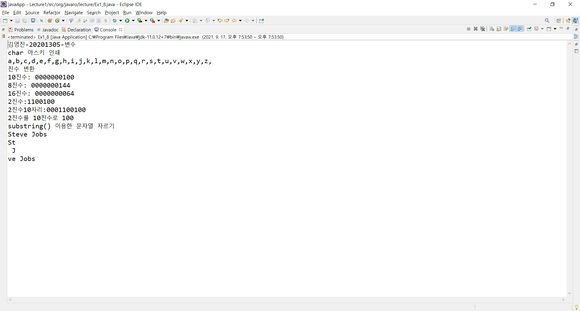 javaApp - Lecture1/src/org/javaro/lecture/Ex1_8.java - Eclipse IDE
File Edit Source Refactor Navigate Search Project Run Window Help
Problems Javadoc Declaration Console
<terminated> Ex1_8 [Java Application] C:₩Program Files₩Java₩jdk-11.0.12+7₩bin₩javaw.exe (2021. 9. 17. 오후 7:53:50 – 오후 7:53:50)
김영진-20201305-변수
char 아스키 인쇄
a,b,c,d,e,f,g,h,i,j,k,l,m,n,o,p,q,r,s,t,u,v,w,x,y,z,
진수 변환
10진수: 0000000100
8진수: 0000000144
16진수: 0000000064
2진수:1100100
2진수10자리:0001100100
2진수를 10진수로 100
substring() 이용한 문자열 자르기
Steve Jobs
St
J
ve Jobs